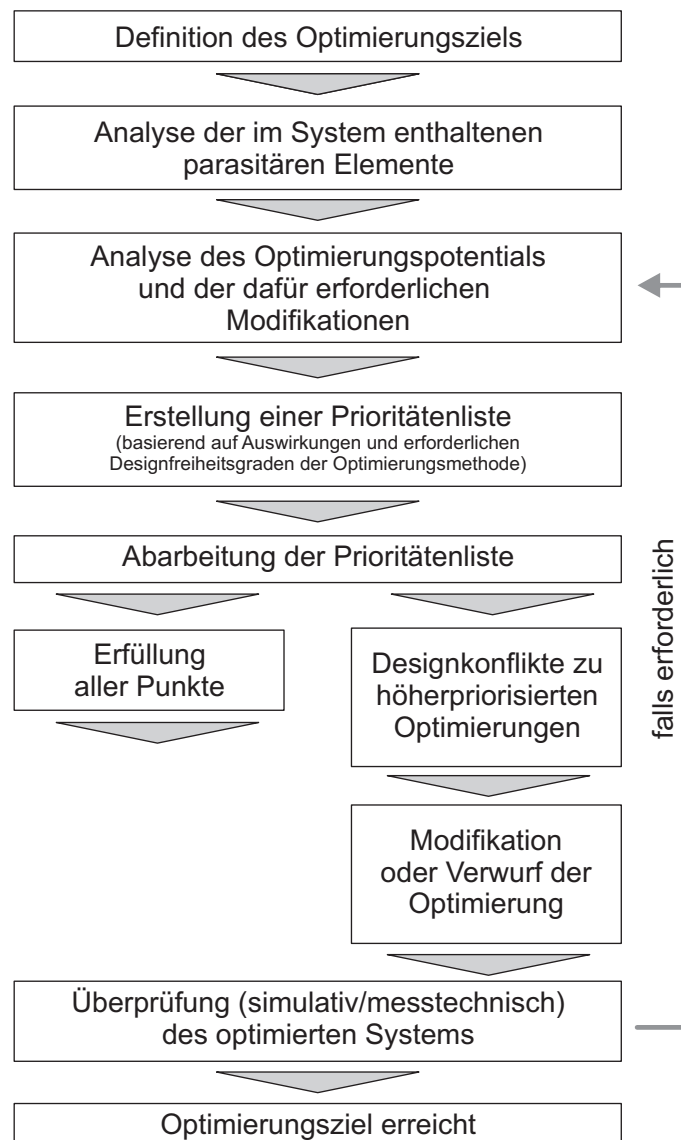 Definition des Optimierungsziels
Analyse der im System enthaltenen
parasitären Elemente
Analyse des Optimierungspotentials
und der dafür erforderlichen
Modifikationen
Erstellung einer Prioritätenliste
(basierend auf Auswirkungen und erforderlichen
Designfreiheitsgraden der Optimierungsmethode)
Abarbeitung der Prioritätenliste
Erfüllung
aller Punkte
Designkonflikte zu
höherpriorisierten
Optimierungen
Modifikation
oder Verwurf der
Optimierung
Überprüfung (simulativ/messtechnisch)
des optimierten Systems
Optimierungsziel erreicht
falls erforderlich